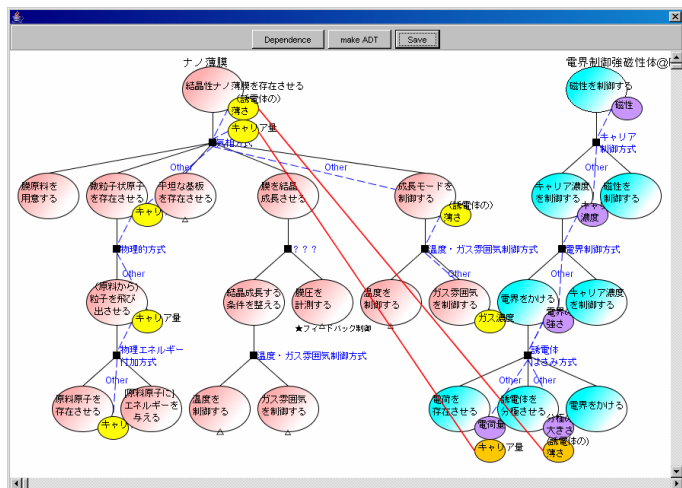 Dependence
make ADT
Save
ナノ薄膜
電界制御強磁性体@
結晶性ナノ薄膜を存在させる
(誘電体の)
薄さ
キャリア量
気相方式
磁性を制御する
磁性
キャリア
制御方式
Other
Other
Other
膜原料を
用意する
微粒子状原子
を存在させる
キャリ
平坦な基板
を存在させる
△
膜を結晶
成長させる
成長モードを
制御する
(誘電体の)
薄さ
キャリア濃度
を制御する
キャリ
濃度
磁性を
制御する
物理的方式
？？？
温度・ガス雰囲気制御方式
電界制御方式
Other
Other
Other
(原料から)
粒子を飛び
出させる
キャリア量
結晶成長する
条件を整える
膜圧を
計測する
△
★フィードバック制御
温度を
制御する
△
ガス雰囲気
を制御する
ガス濃度
電界をかける
電界の
強さ
キャリア濃度
を制御する
物理エネルギー
付加方式
温度・ガス雰囲気制御方式
誘電体
はさみ方式
Other
Other
Other
原料原子を
存在させる
キャリ
[原料原子に]
エネルギーを
与える
温度を
制御する
△
ガス雰囲気
を制御する
△
電荷を
存在させる
電荷量
キャリア量
誘電体を
分極させる
分極の
大きさ
(誘電体の)
薄さ
電界をかける